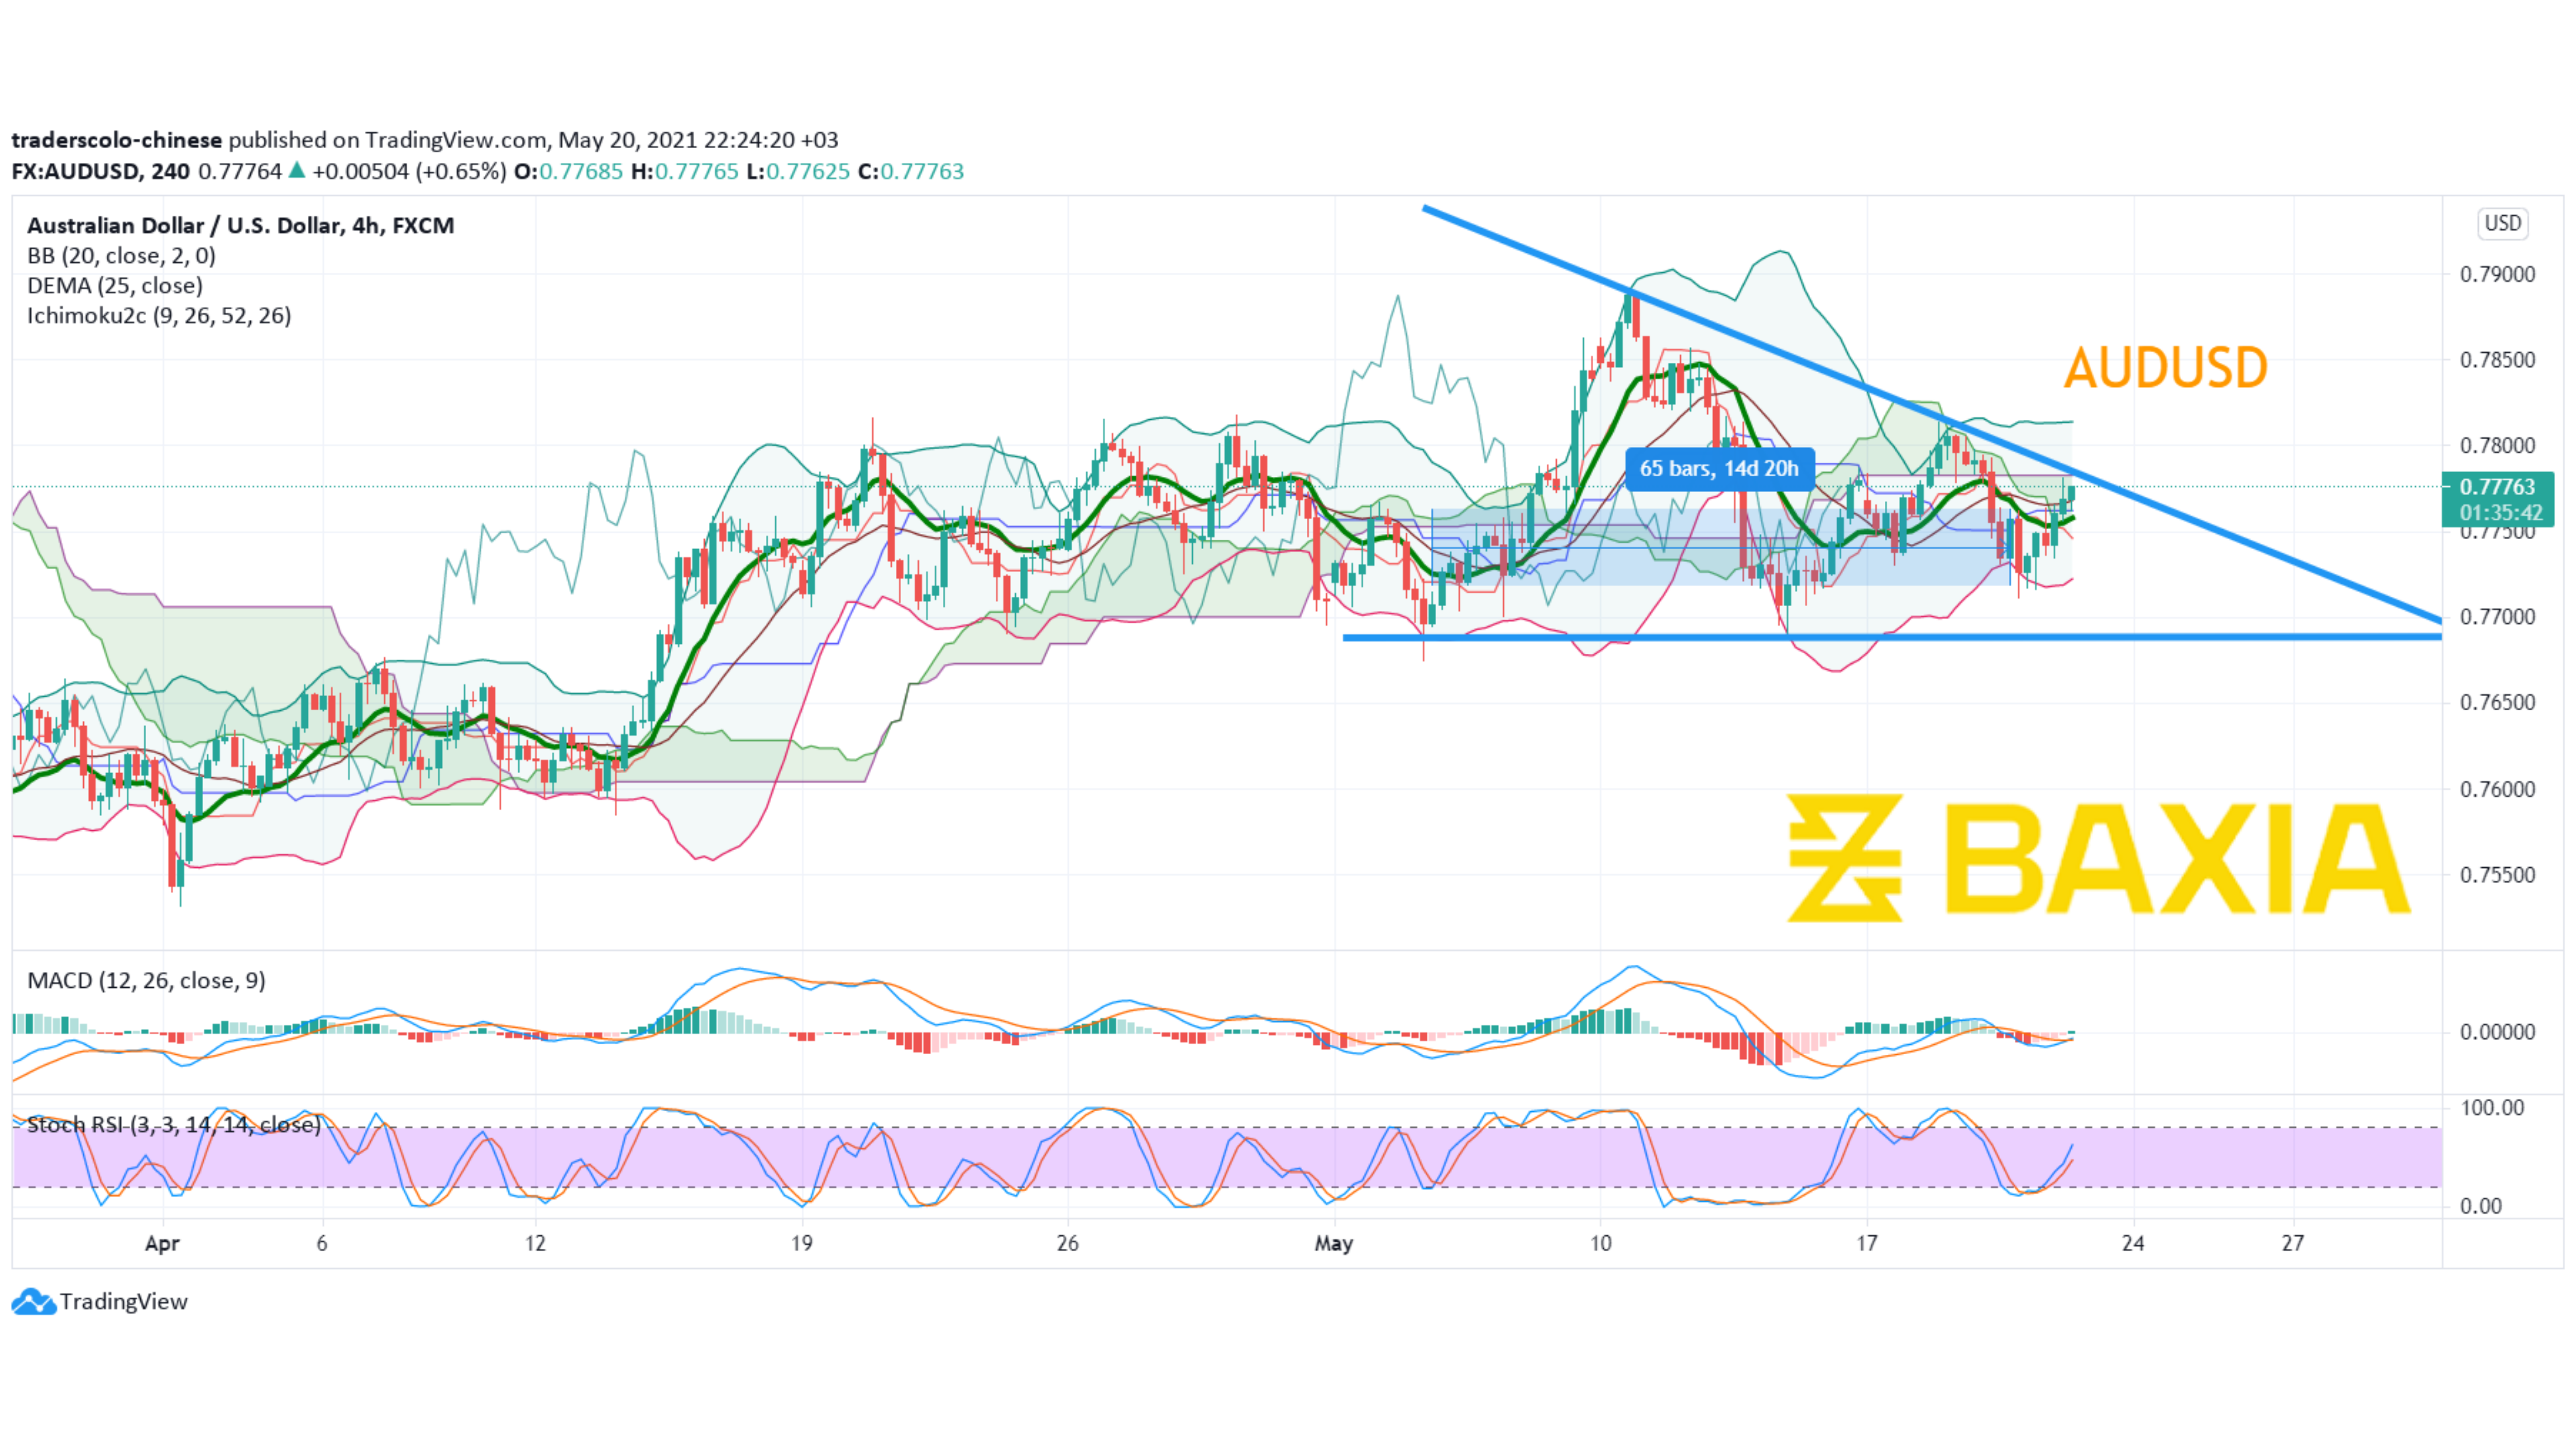 traderscolo-chinese published on TradingView.com, May 20, 2021 22:24:20 +03
FX:AUDUSD, 240 0.77764 ▲ +0.00504 (+0.65%) O:0.77685 H:0.77765 L:0.77625 C:0.77763
Australian Dollar / U.S. Dollar, 4h, FXCM
BB (20, close, 2, 0)
DEMA (25, close)
Ichimoku2c (9, 26, 52, 26)
USD
0.79000
0.78500
AUDUSD
0.78000
65 bars, 14d 20h
0.77763
01:35:42
0.77500
0.77000
0.76500
0.76000
0.75500
BAXIA
MACD (12, 26, close, 9)
0.00000
Stoch RSI (3, 3, 14, 14, close)
100.00
0.00
Apr 6 12 19 26 May 10 17 24 27
TradingView